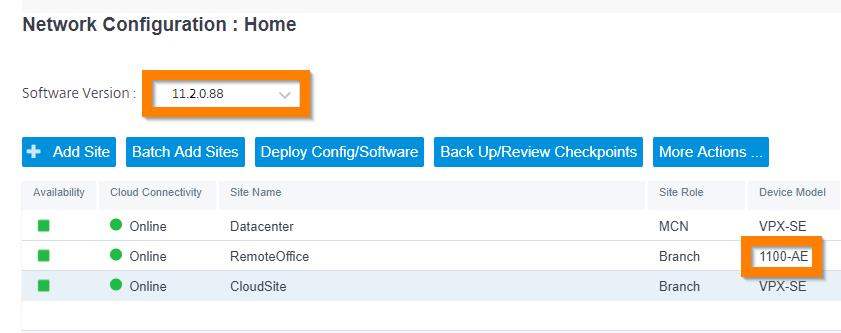 Network Configuration : Home
Software Version : 11.2.0.88
+ Add Site Batch Add Sites Deploy Config/Software Back Up/Review Checkpoints More Actions ...
Availability Cloud Connectivity Site Name Site Role Device Model
Online Datacenter MCN VPX-SE
Online RemoteOffice Branch 1100-AE
Online CloudSite Branch VPX-SE